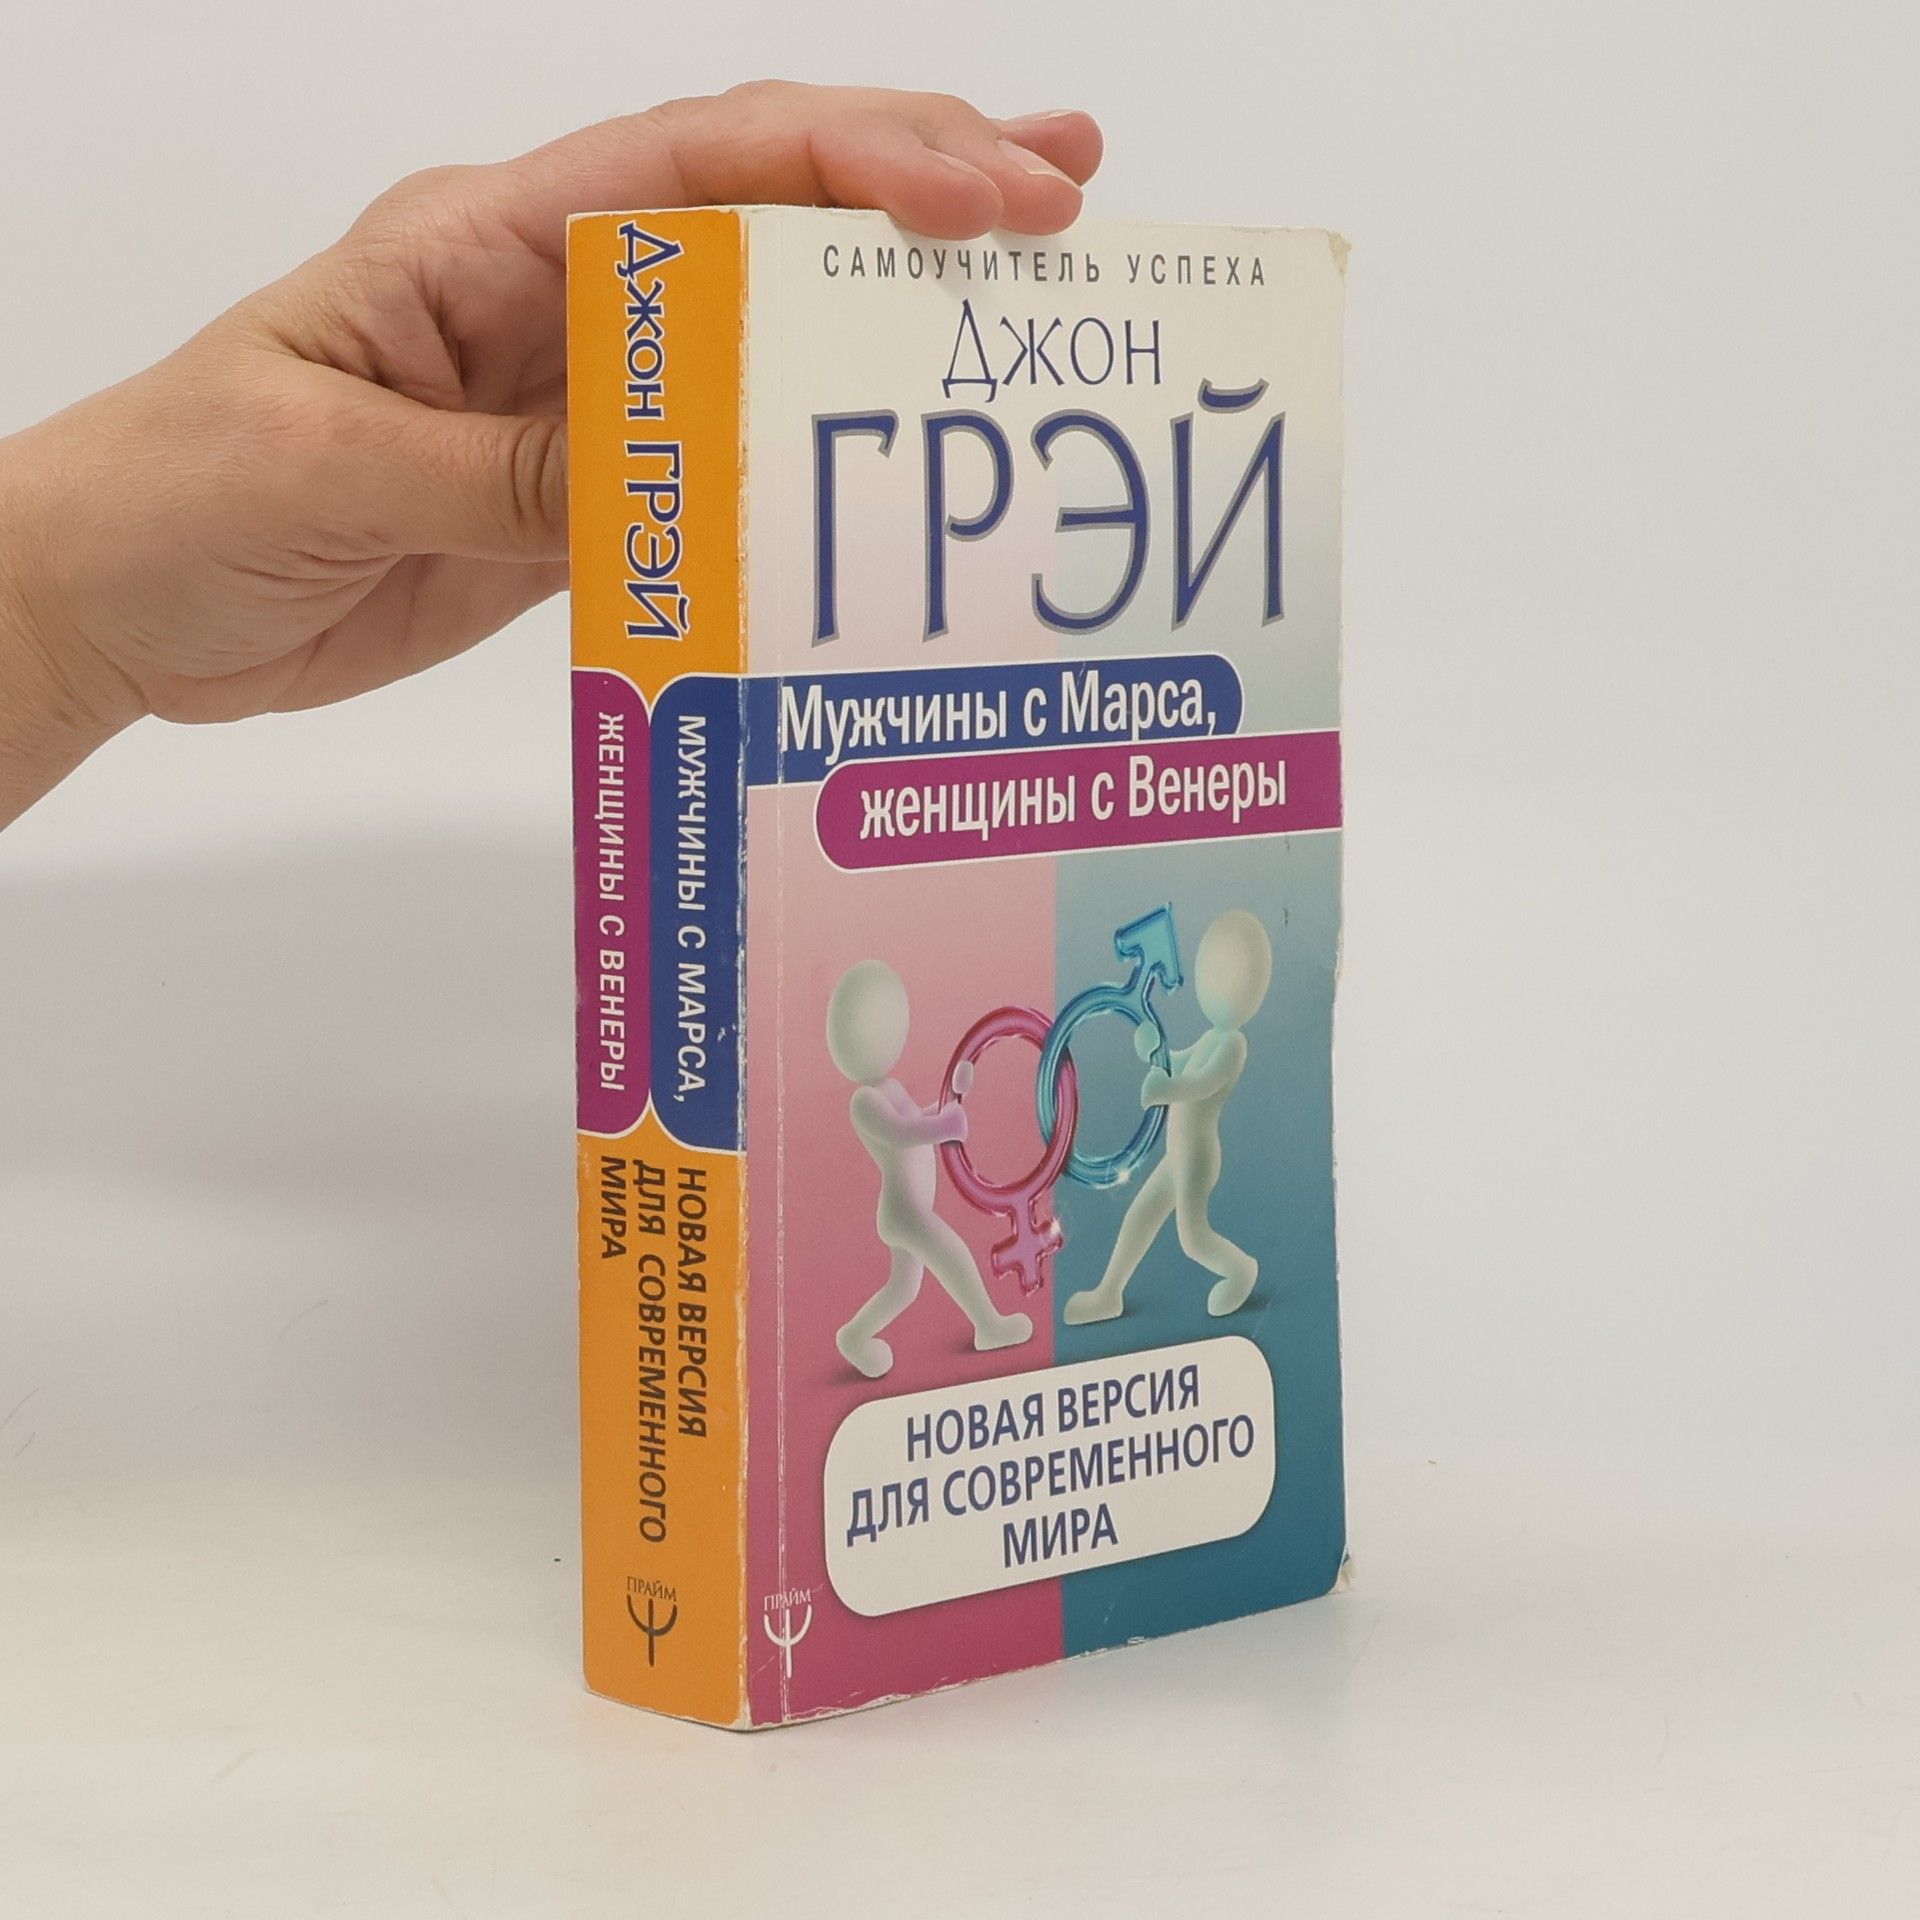 Джон ГРЭЙ
МУЖЧИНЫ С МАРСА,
ЖЕНЩИНЫ С ВЕНЕРЫ
НОВАЯ ВЕРСИЯ
ДЛЯ СОВРЕМЕННОГО
МИРА
ПРАЙМ
САМОУЧИТЕЛЬ УСПЕХА
ДЖОН
ГРЭЙ
Мужчины с Марса,
женщины с Венеры
НОВАЯ ВЕРСИЯ
ДЛЯ СОВРЕМЕННОГО
МИРА
ПРАЙМ